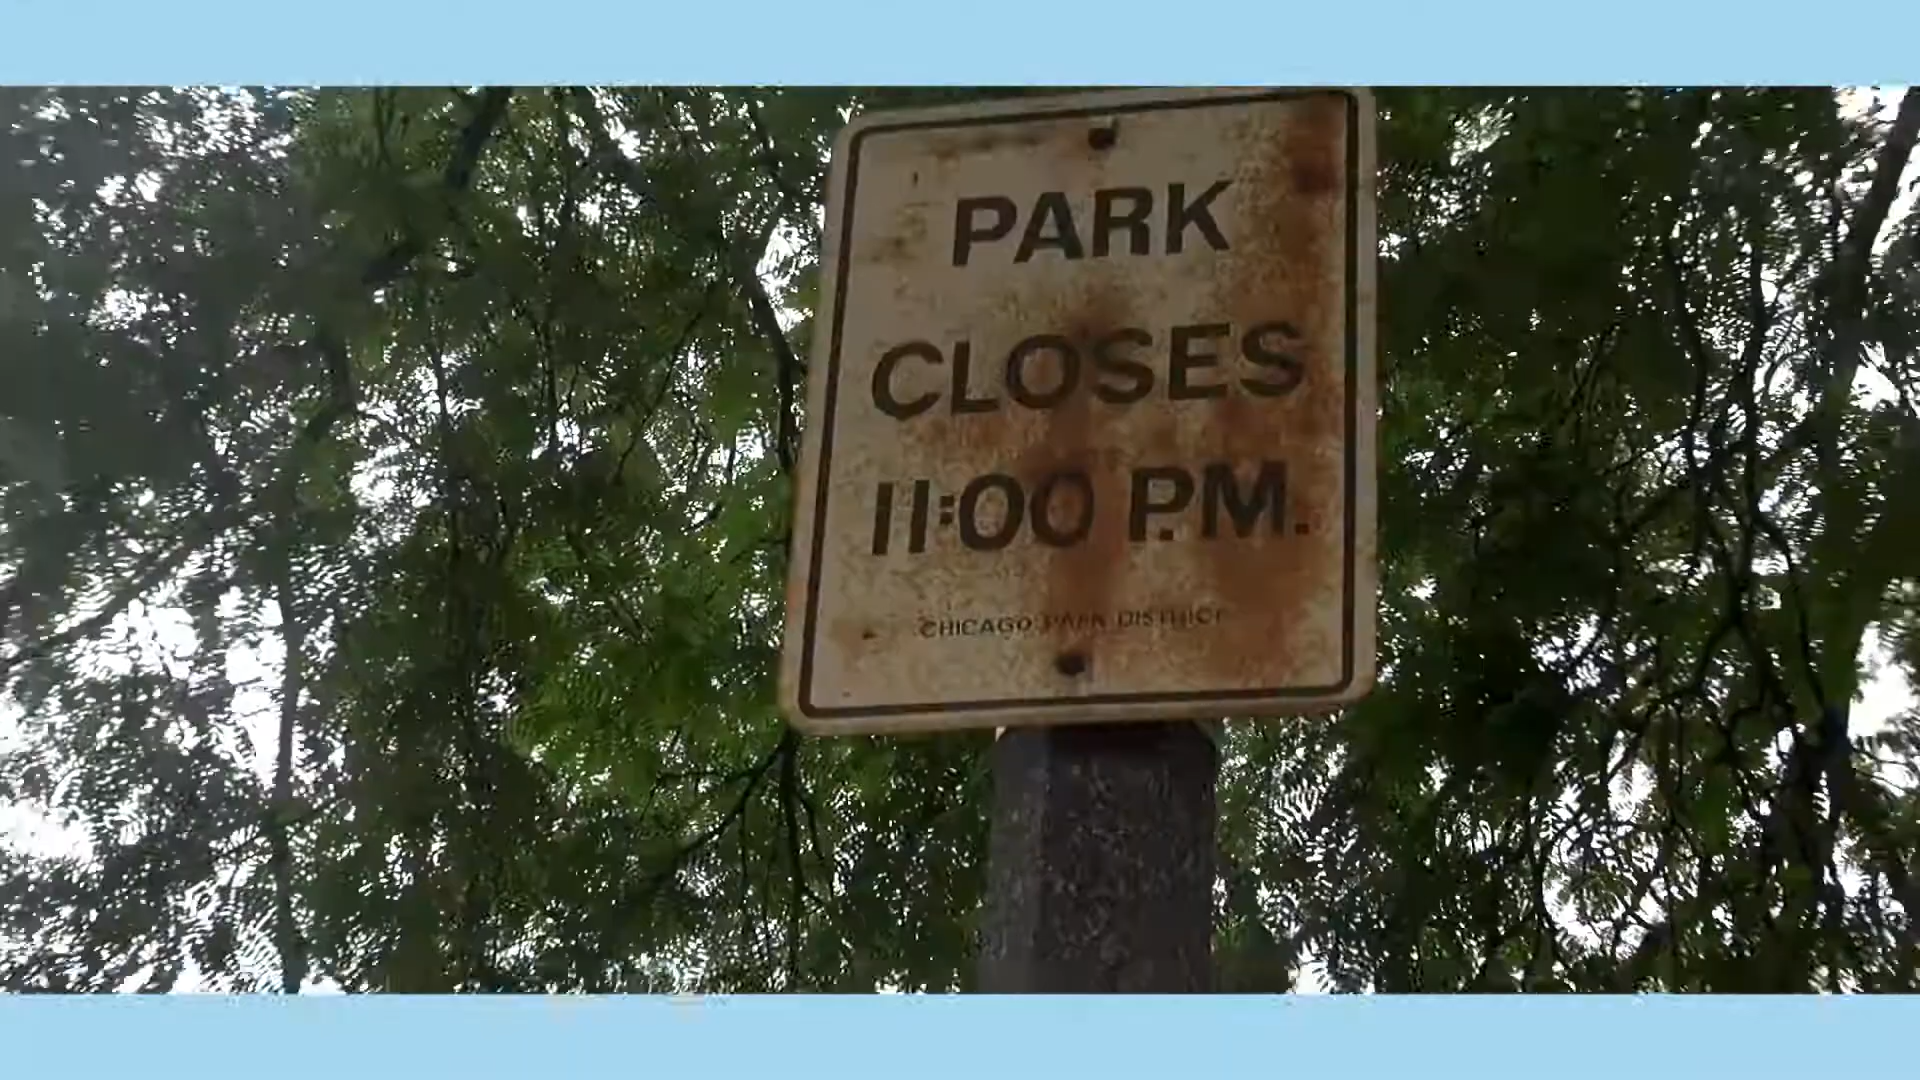 PARK
CLOSES
11:00 P.M.
CHICAGO PARK DISTRICT